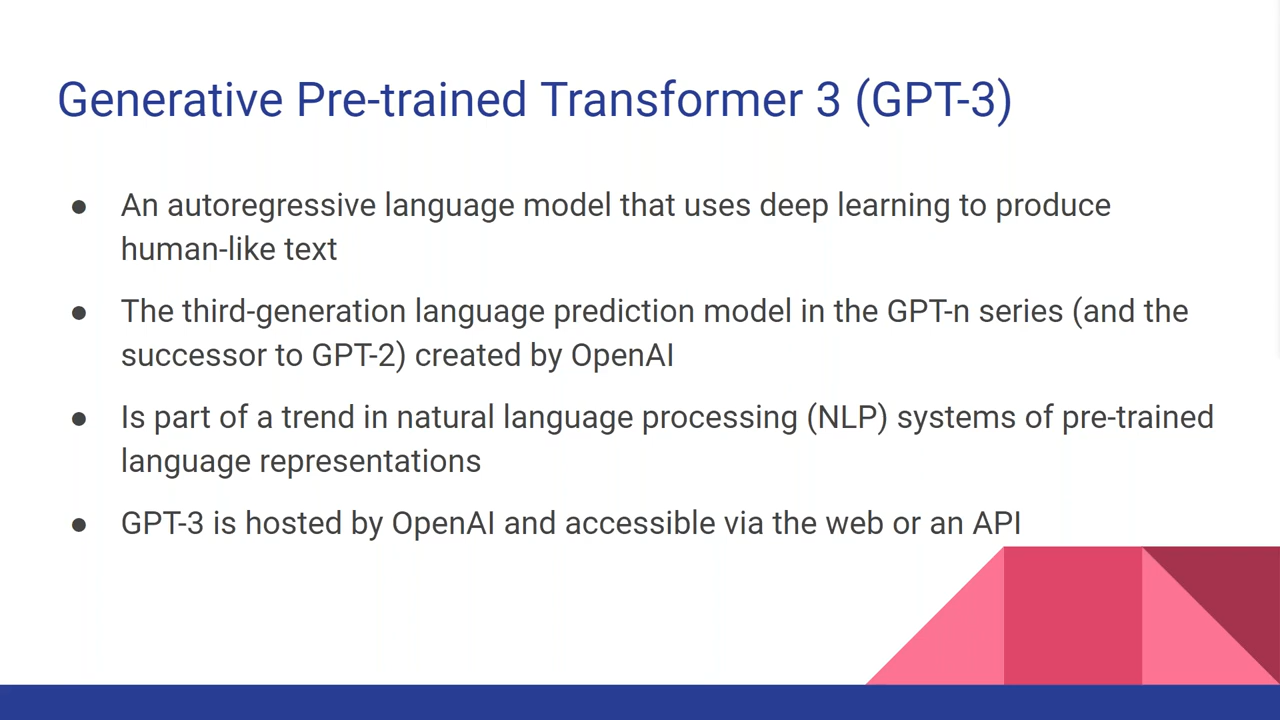 Generative Pre-trained Transformer 3 (GPT-3)
● An autoregressive language model that uses deep learning to produce
human-like text
● The third-generation language prediction model in the GPT-n series (and the
successor to GPT-2) created by OpenAI
● Is part of a trend in natural language processing (NLP) systems of pre-trained
language representations
● GPT-3 is hosted by OpenAI and accessible via the web or an API